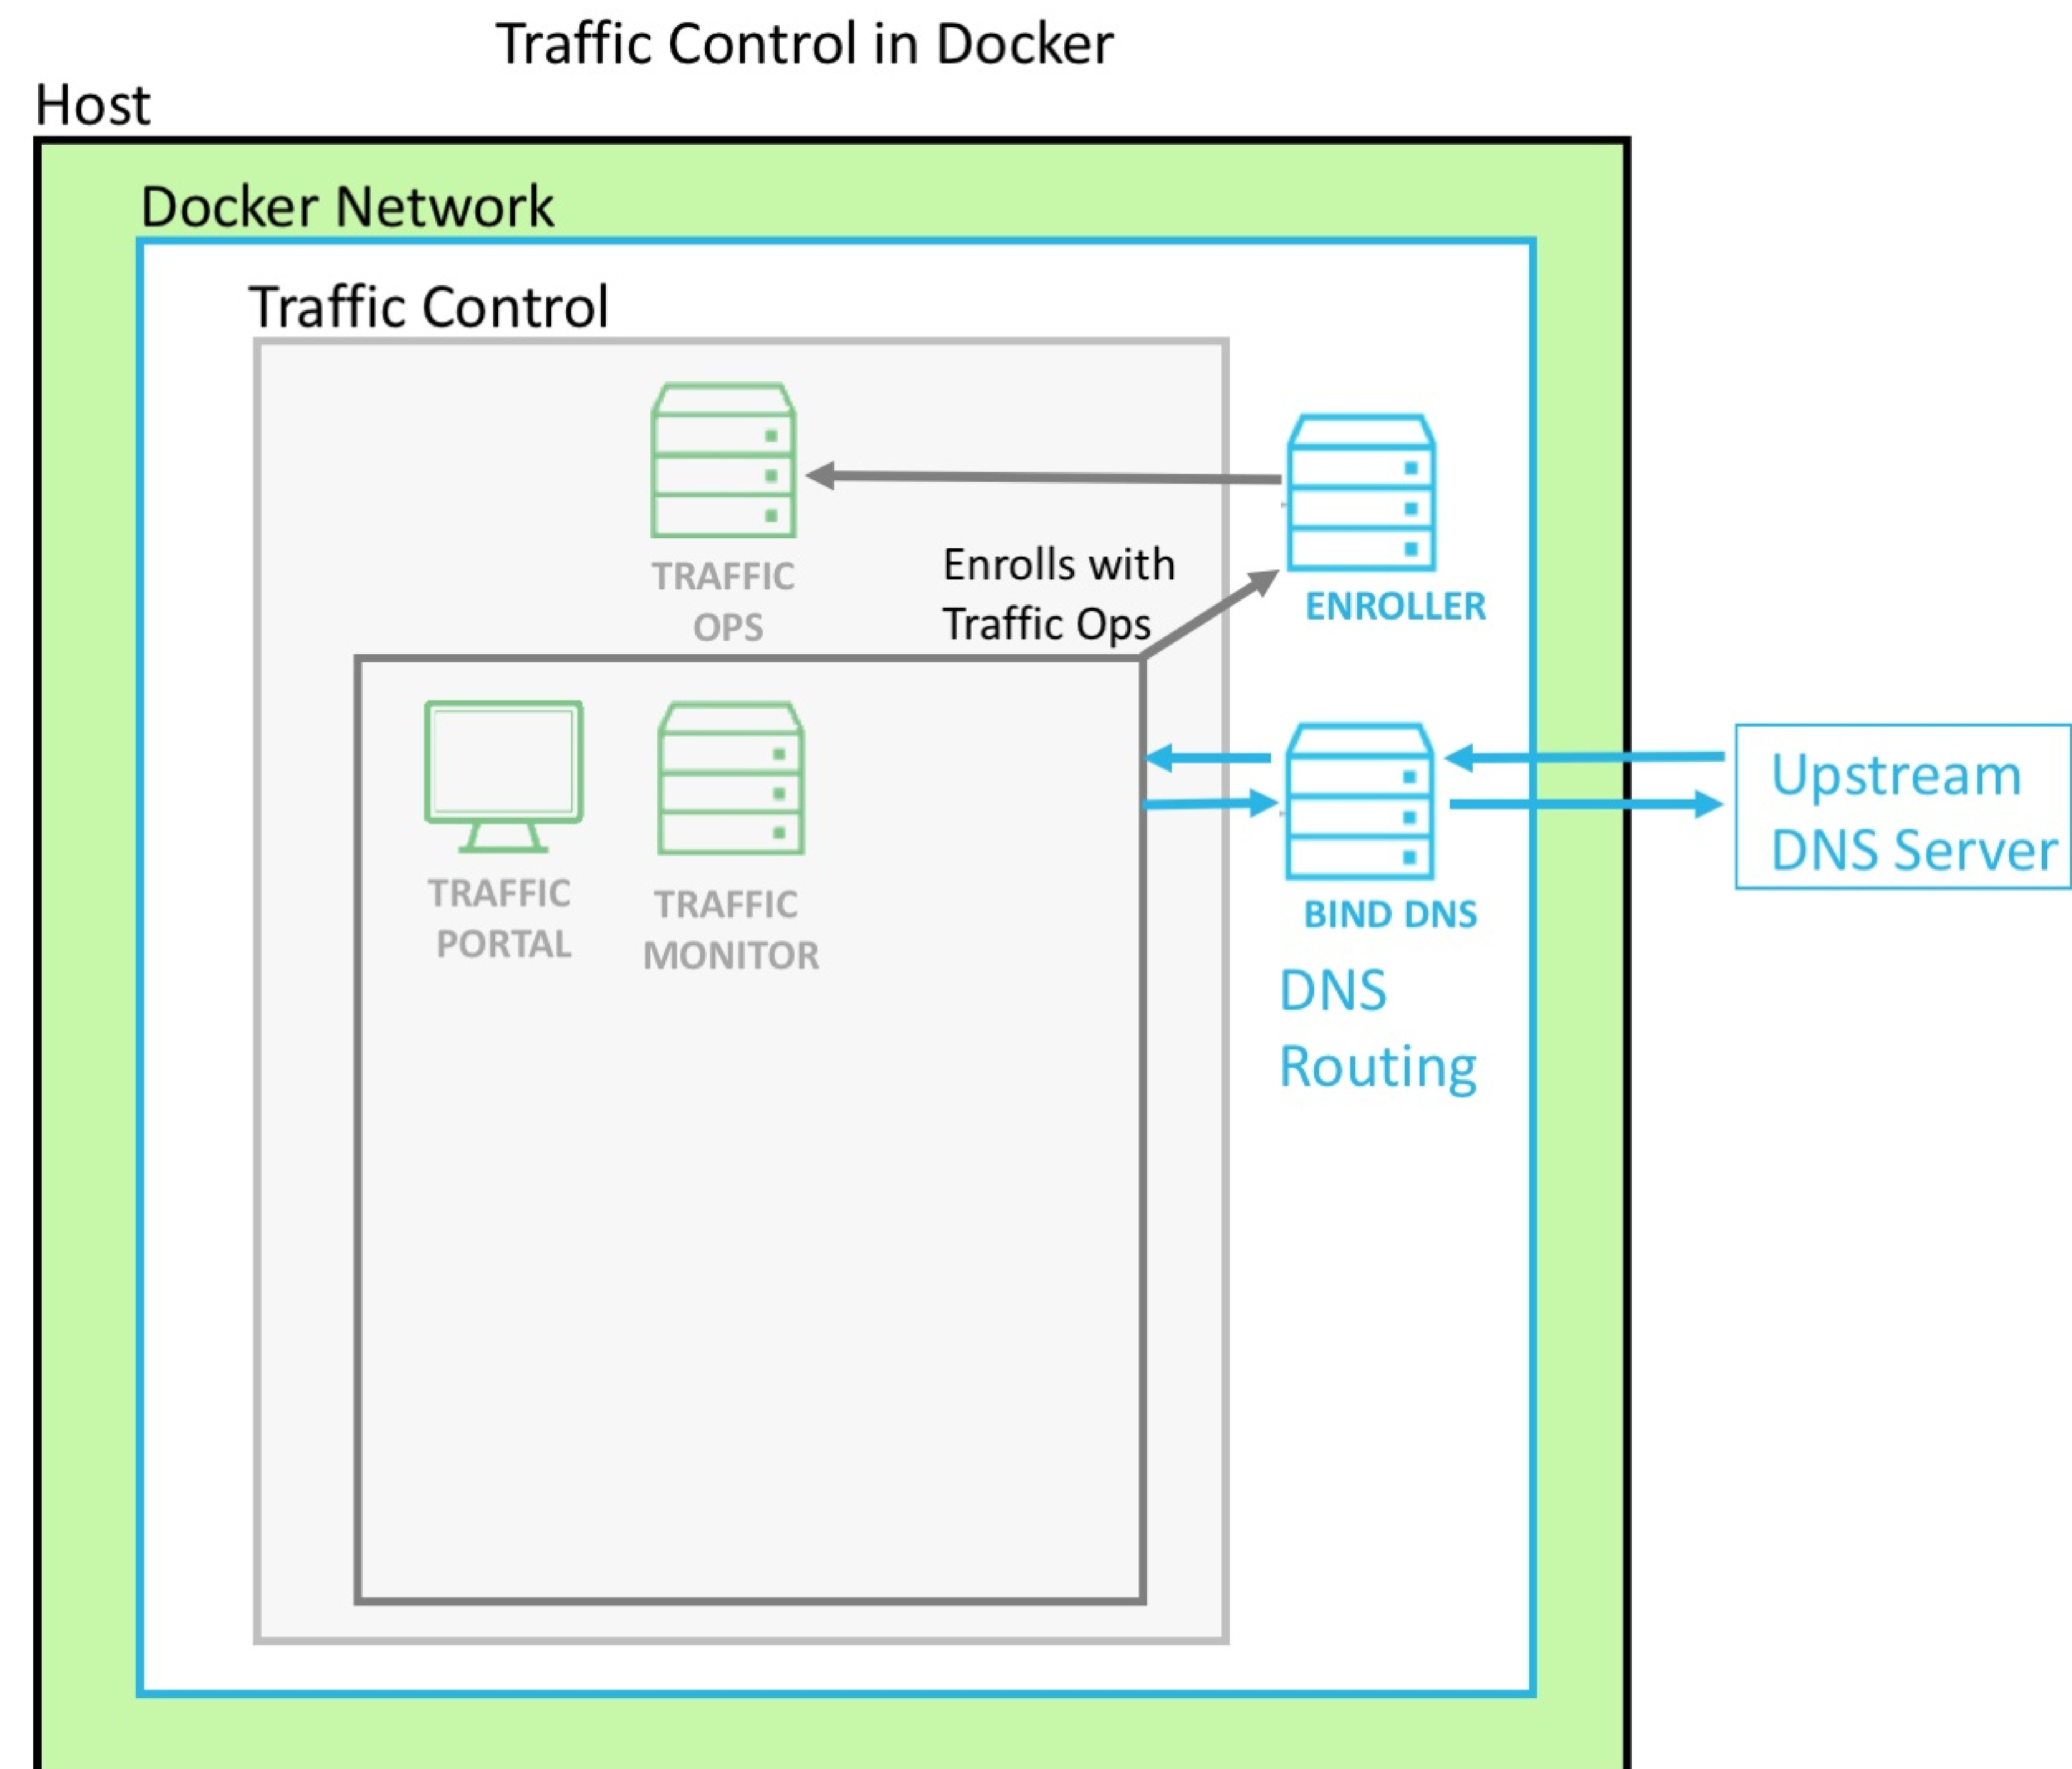 Traffic Control in Docker
Host
Docker Network
Traffic Control
TRAFFIC
OPS
Enrolls with
Traffic Ops
ENROLLER
TRAFFIC
PORTAL
TRAFFIC
MONITOR
BIND DNS
DNS
Routing
Upstream
DNS Server